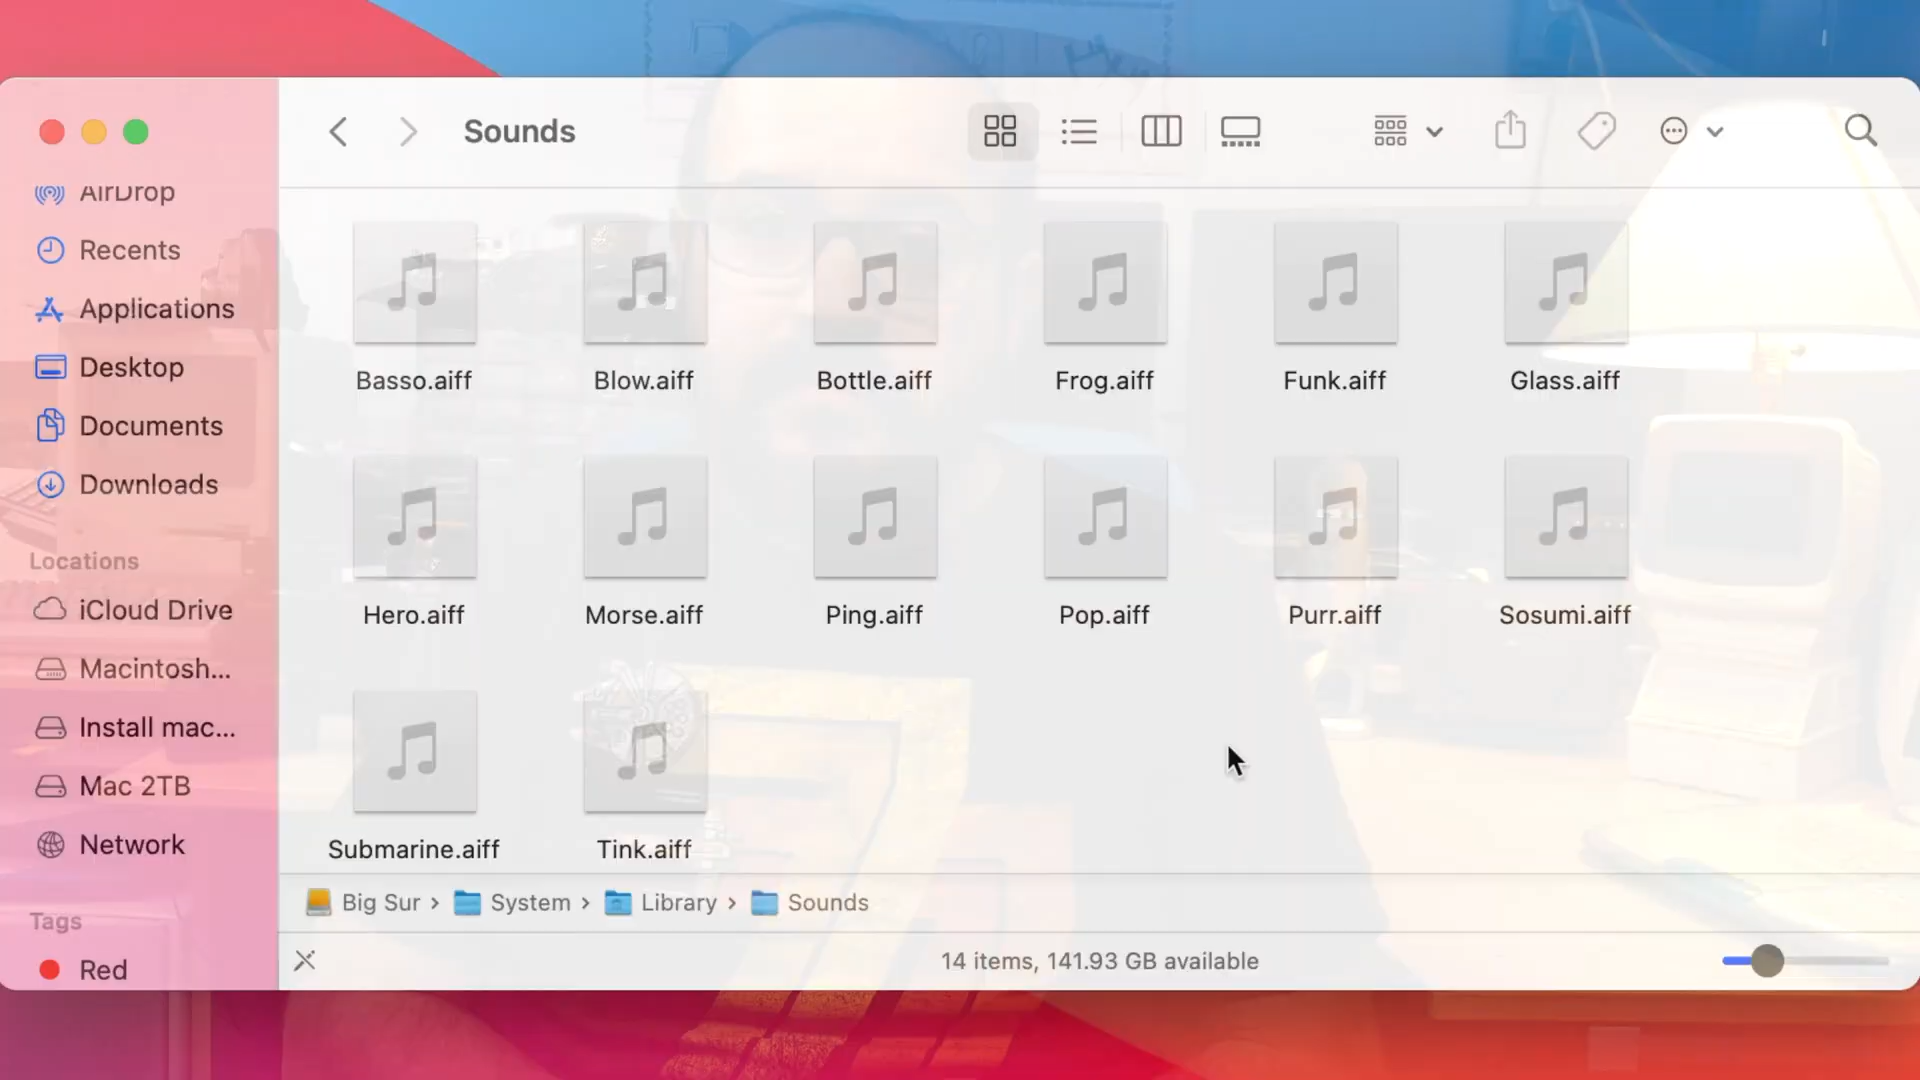 Sounds
AirDrop
Recents
Applications
Desktop
Documents
Downloads
Locations
iCloud Drive
Macintosh...
Install mac...
Mac 2TB
Network
Tags
Red
Basso.aiff
Blow.aiff
Bottle.aiff
Frog.aiff
Funk.aiff
Glass.aiff
Hero.aiff
Morse.aiff
Ping.aiff
Pop.aiff
Purr.aiff
Sosumi.aiff
Submarine.aiff
Tink.aiff
Big Sur › System › Library › Sounds
14 items, 141.93 GB available